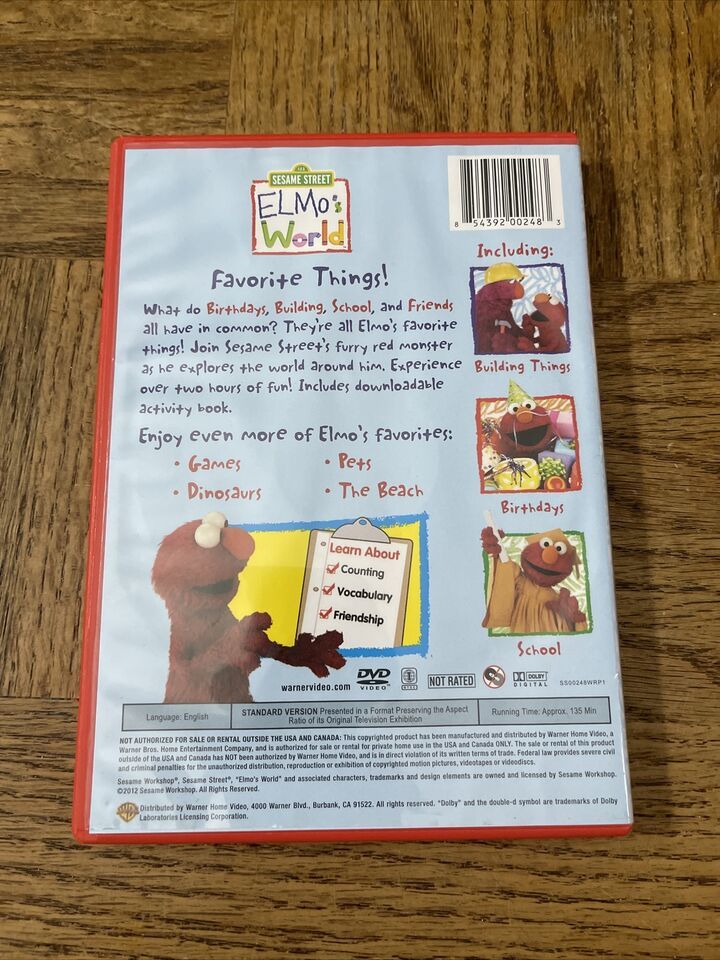 123
SESAME STREET
ELMo's
World
8 54392 00248 3
Favorite Things!
What do Birthdays, Building, School, and Friends
all have in common? They're all Elmo's favorite
things! Join Sesame Street's furry red monster
as he explores the world around him. Experience
over two hours of fun! Includes downloadable
activity book.
Enjoy even more of Elmo's favorites:
• Games
• Pets
• Dinosaurs
• The Beach
Including:
Building Things
Birthdays
School
Learn About
Counting
Vocabulary
Friendship
warnervideo.com
DVD
VIDEO
1
DISC
NOT RATED
DOLBY
DIGITAL
SS00248WRP1
Language: English
STANDARD VERSION Presented in a Format Preserving the Aspect
Ratio of its Original Television Exhibition
Running Time: Approx. 135 Min
NOT AUTHORIZED FOR SALE OR RENTAL OUTSIDE THE USA AND CANADA: This copyrighted product has been manufactured and distributed by Warner Home Video, a
Warner Bros. Home Entertainment Company, and is authorized for sale or rental for private home use in the USA and Canada ONLY. The sale or rental of this product
outside of the USA and Canada has NOT been authorized by Warner Home Video, and is in direct violation of its written terms of trade. Federal law provides severe civil
and criminal penalties for the unauthorized distribution, reproduction or exhibition of copyrighted motion pictures, videotapes or videodiscs.
Sesame Workshop®, Sesame Street®, "Elmo's World" and associated characters, trademarks and design elements are owned and licensed by Sesame Workshop.
©2012 Sesame Workshop. All Rights Reserved.
Distributed by Warner Home Video, 4000 Warner Blvd., Burbank, CA 91522. All rights reserved. "Dolby" and the double-d symbol are trademarks of Dolby
Laboratories Licensing Corporation.